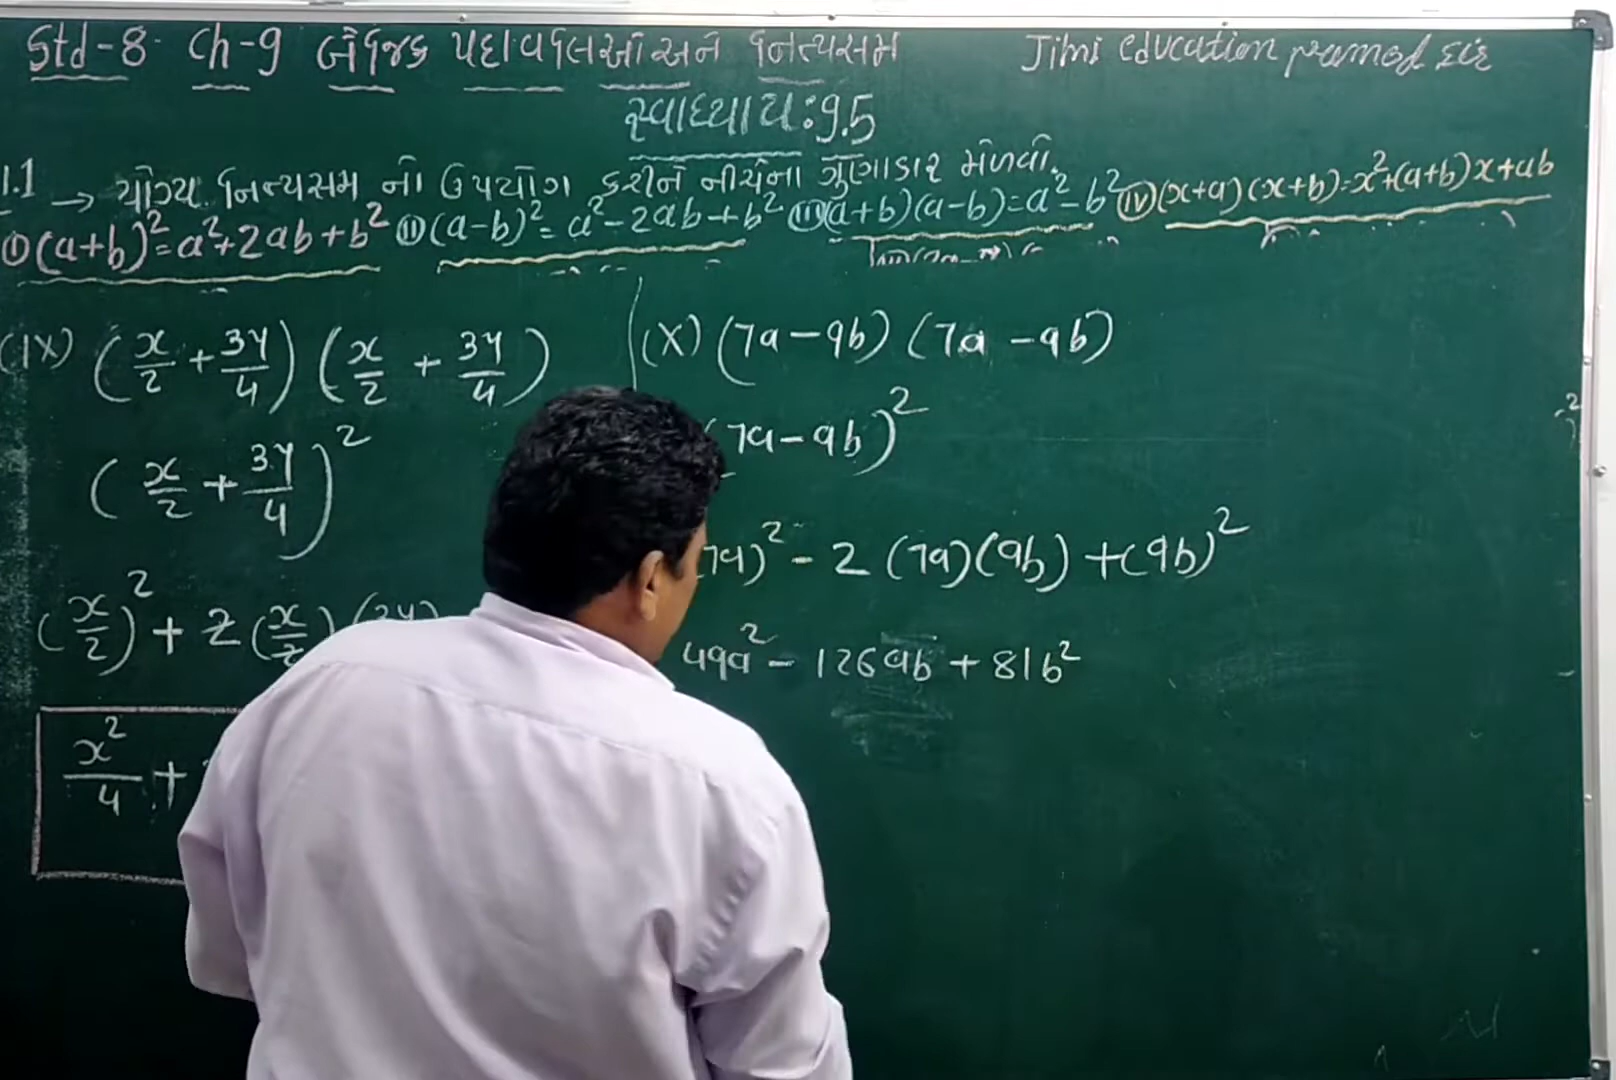 Std-8 Ch-9 બૈજિક પદાવલિઓ અને નિત્યસમ Jimi education pramod sir
સ્વાધ્યાય:9.5
1.1 → યોગ્ય નિત્યસમ નો ઉપયોગ કરીને નીચેના ગુણાકાર મેળવો.
(i) (a+b)²=a²+2ab+b² (ii) (a-b)²=a²-2ab+b² (iii) (a+b)(a-b)=a²-b² (iv) (x+a)(x+b)=x²+(a+b)x+ab
(ix) (x/2 + 3y/4) (x/2 + 3y/4)
(x/2 + 3y/4)²
(x/2)² + 2(x/2)(3y
x²/4 +
(x) (7a-9b) (7a-9b)
(7a-9b)²
7a)² - 2 (7a)(9b) + (9b)²
49a² - 126ab + 81b²